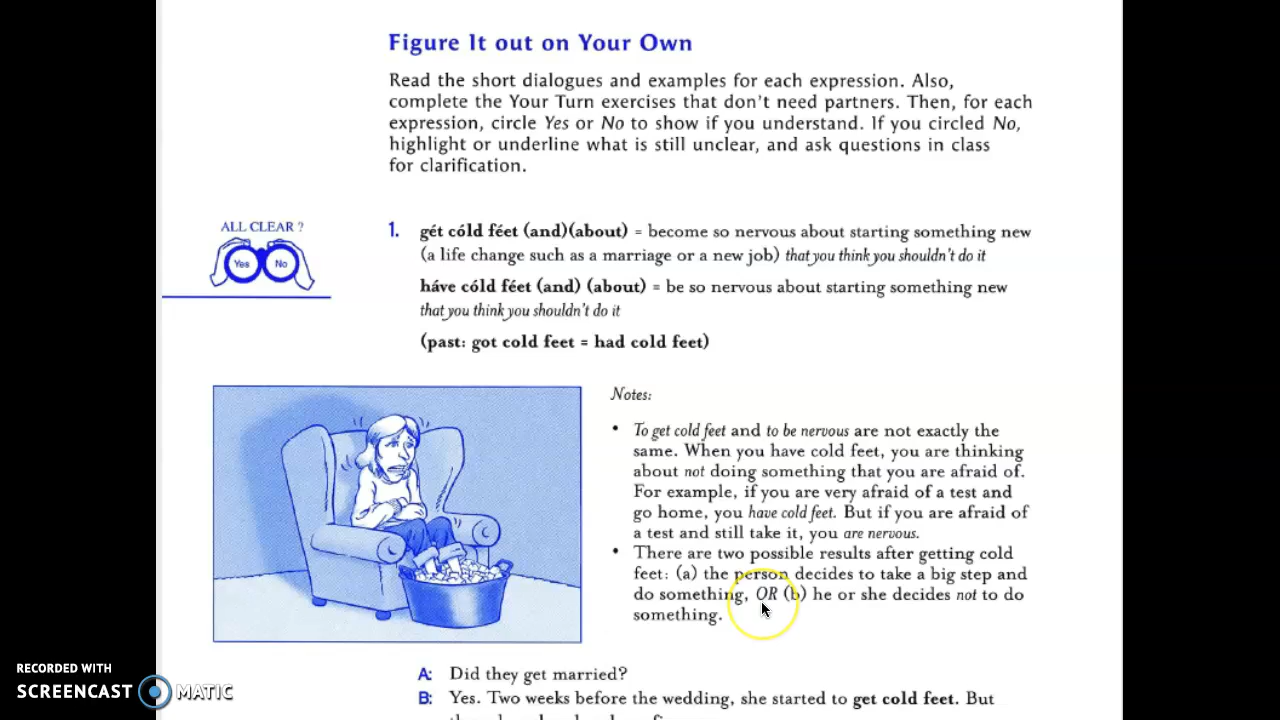 Figure It out on Your Own
Read the short dialogues and examples for each expression. Also,
complete the Your Turn exercises that don't need partners. Then, for each
expression, circle Yes or No to show if you understand. If you circled No,
highlight or underline what is still unclear, and ask questions in class
for clarification.
ALL CLEAR ?
Yes No
1. gét cóld féet (and)(about) = become so nervous about starting something new
(a life change such as a marriage or a new job) that you think you shouldn't do it
háve cóld féet (and) (about) = be so nervous about starting something new
that you think you shouldn't do it
(past: got cold feet = had cold feet)
Notes:
• To get cold feet and to be nervous are not exactly the
same. When you have cold feet, you are thinking
about not doing something that you are afraid of.
For example, if you are very afraid of a test and
go home, you have cold feet. But if you are afraid of
a test and still take it, you are nervous.
• There are two possible results after getting cold
feet: (a) the person decides to take a big step and
do something, OR (b) he or she decides not to do
something.
A: Did they get married?
B: Yes. Two weeks before the wedding, she started to get cold feet. But
RECORDED WITH
SCREENCAST MATIC